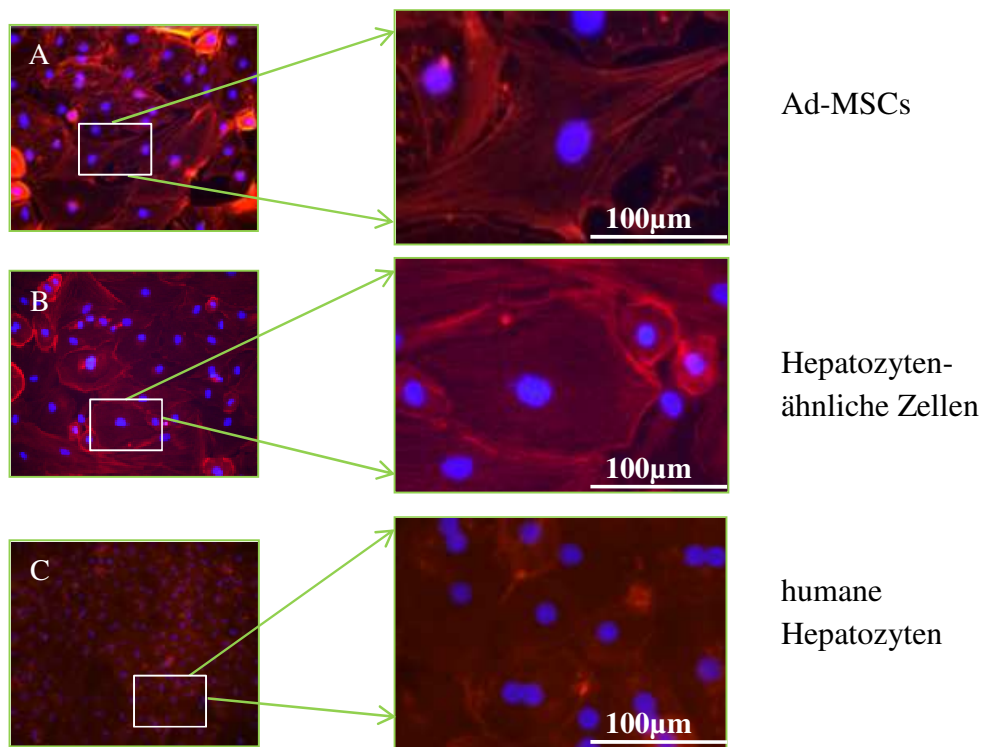 A
100µm
Ad-MSCs
B
100µm
Hepatozyten-
ähnliche Zellen
C
100µm
humane
Hepatozyten